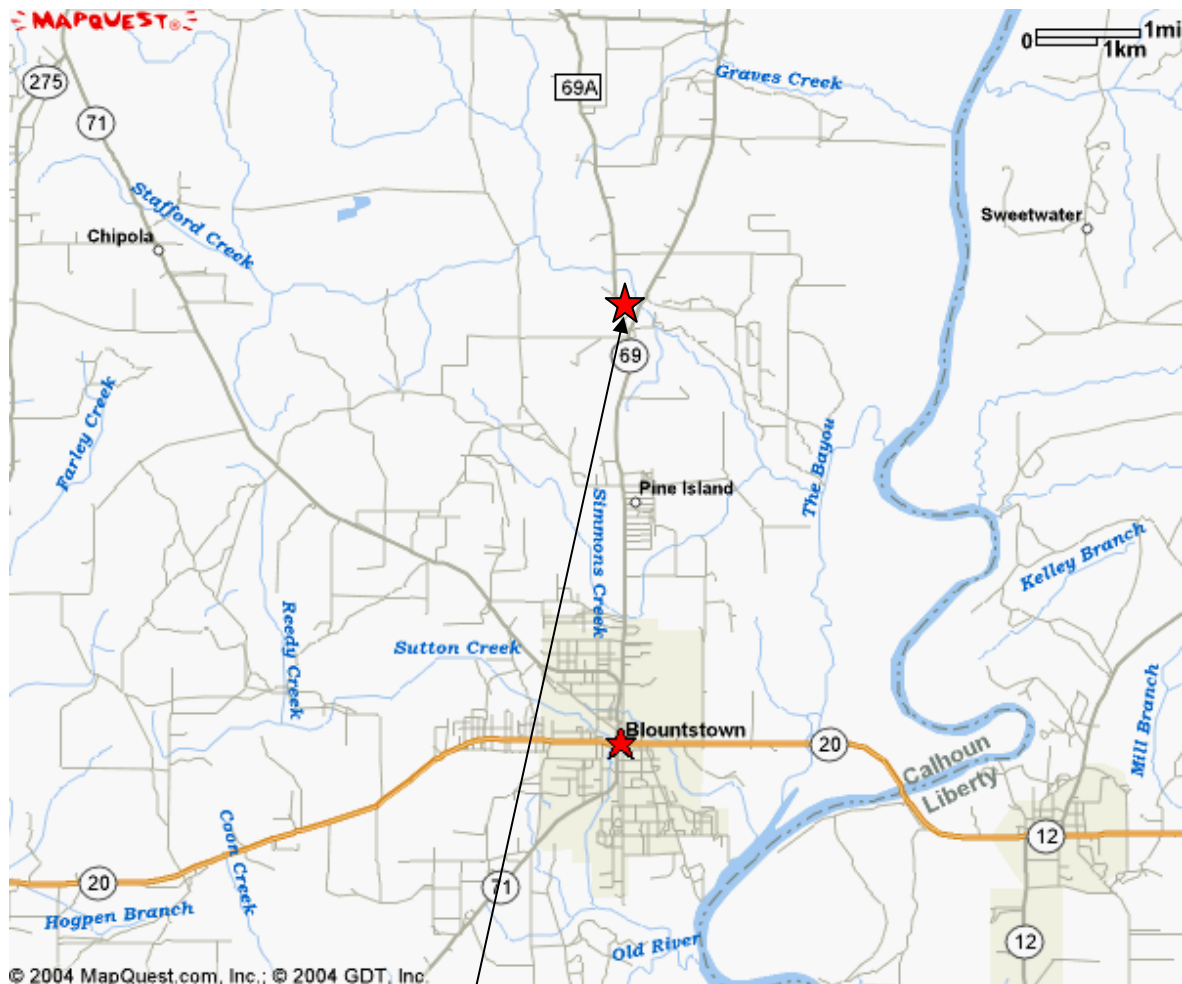 MAPQUEST®
0 1mi
1km
69A
Graves Creek
275
71
Stafford Creek
Chipola
Sweetwater
69
Farley Creek
The Bayou
Pine Island
Simmons Creek
Kelley Branch
Reedy Creek
Sutton Creek
Mill Branch
Blountstown
20
Calhoun
Liberty
12
Coon Creek
20
71
Hogpen Branch
Old River
12
© 2004 MapQuest.com, Inc.; © 2004 GDT, Inc.